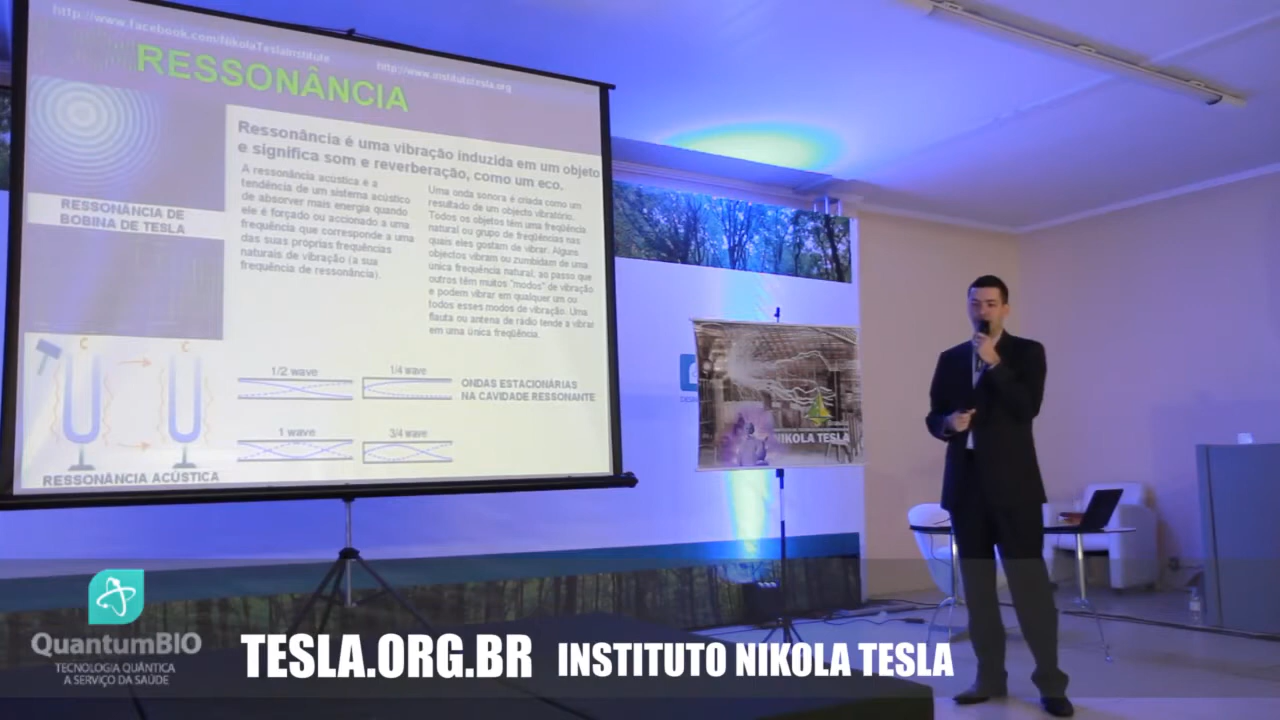 http://www.facebook.com/NikolaTeslaInstitute
http://www.institutotesla.org
RESSONÂNCIA
RESSONÂNCIA DE
BOBINA DE TESLA
Ressonância é uma vibração induzida em um objeto
e significa som e reverberação, como um eco.
A ressonância acústica é a
tendência de um sistema acústico
de absorver mais energia quando
ele é forçado ou accionado a uma
frequência que corresponde a uma
das suas próprias frequências
naturais de vibração (a sua
frequência de ressonância).
Uma onda sonora é criada como um
resultado de um objecto vibratório.
Todos os objetos têm uma freqüência
natural ou grupo de freqüências nas
quais eles gostam de vibrar. Alguns
objectos vibram ou zumbidam de uma
única frequência natural, ao passo que
outros têm muitos "modos" de vibração
e podem vibrar em qualquer um ou
todos esses modos de vibração. Uma
flauta ou antena de rádio tende a vibrar
em uma única freqüência.
C C
RESSONÂNCIA ACÚSTICA
1/2 wave
1/4 wave
1 wave
3/4 wave
ONDAS ESTACIONÁRIAS
NA CAVIDADE RESSONANTE
NIKOLA TESLA
QuantumBIO
TECNOLOGIA QUÂNTICA
A SERVIÇO DA SAÚDE
TESLA.ORG.BR INSTITUTO NIKOLA TESLA